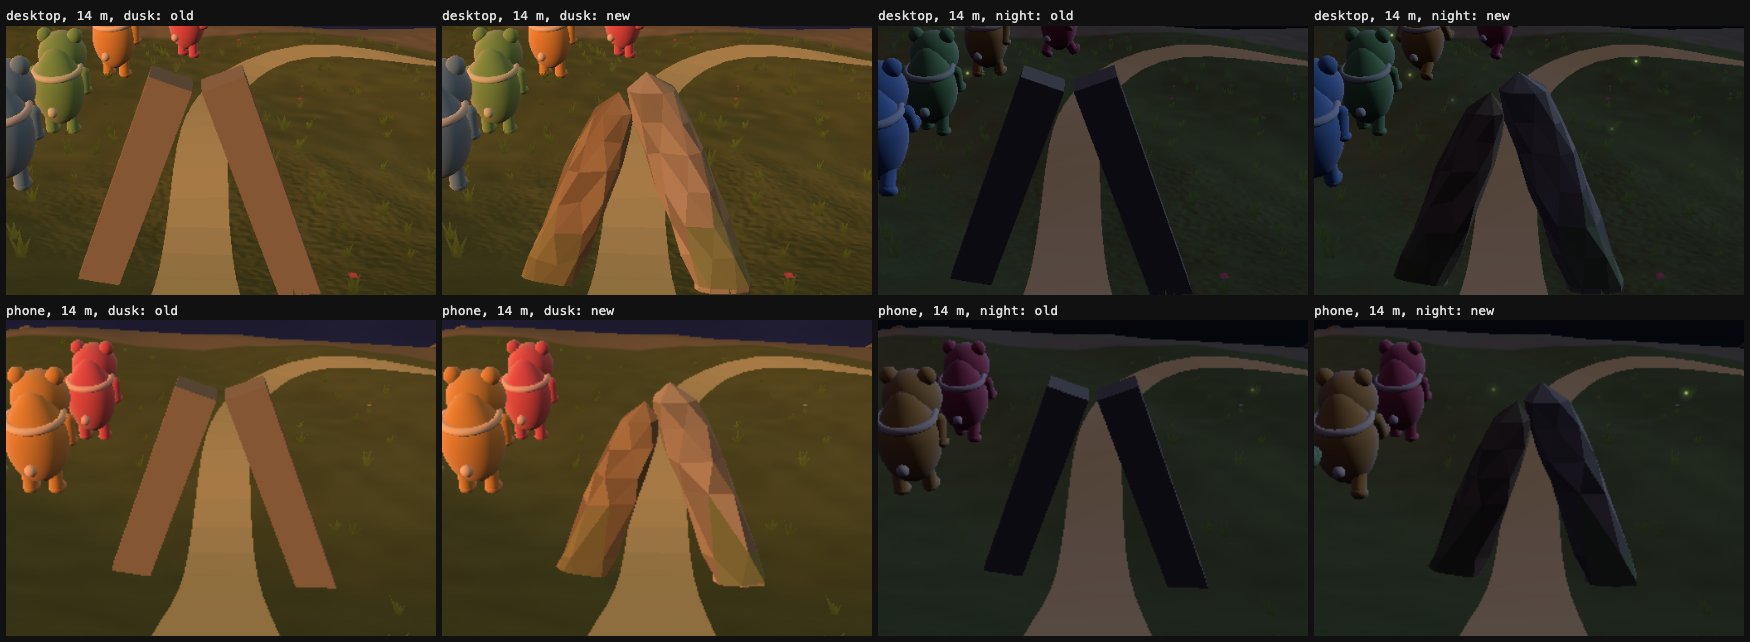 desktop, 14 m, dusk: old
desktop, 14 m, dusk: new
desktop, 14 m, night: old
desktop, 14 m, night: new
phone, 14 m, dusk: old
phone, 14 m, dusk: new
phone, 14 m, night: old
phone, 14 m, night: new